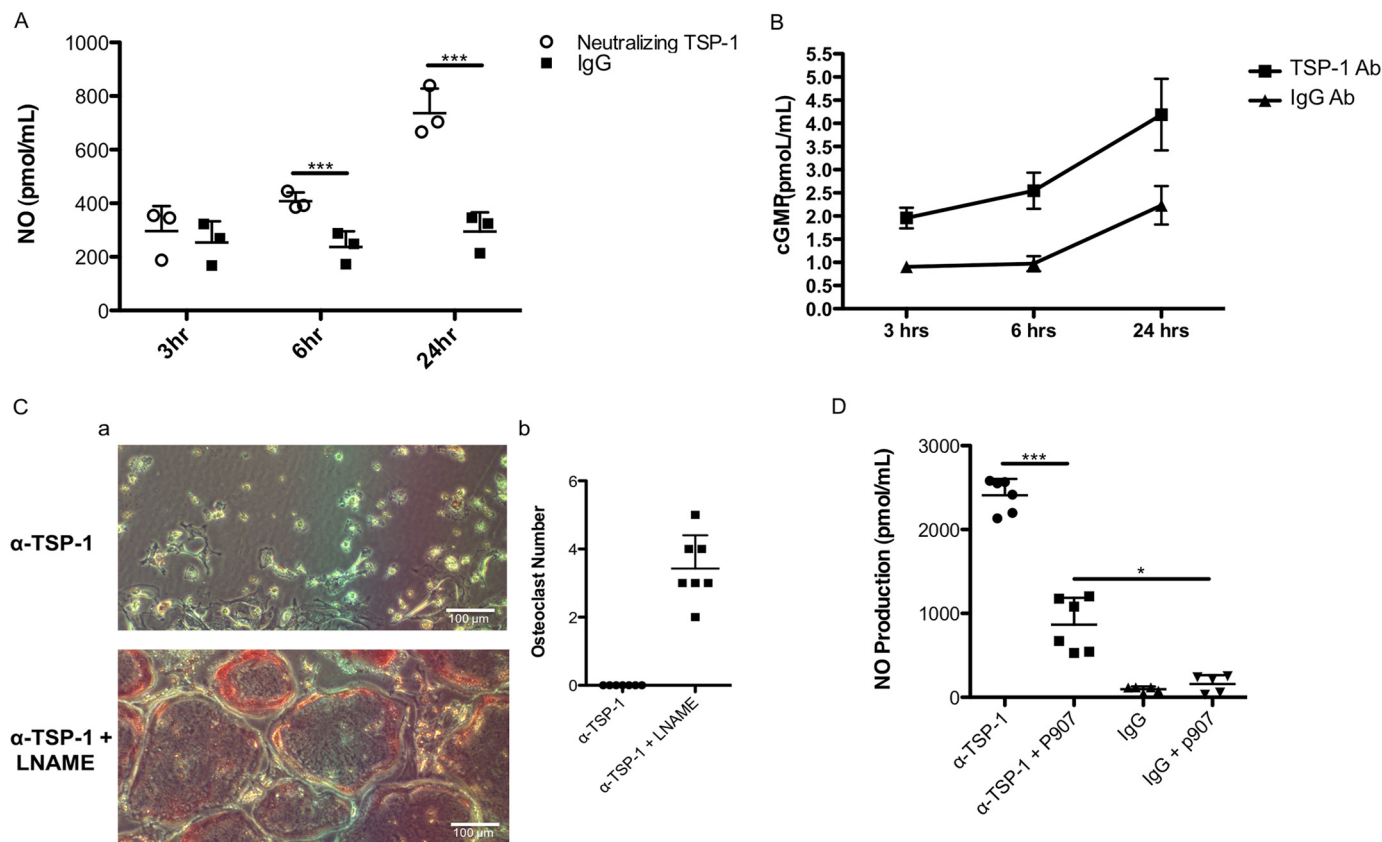 A
NO (pmol/mL)
1000
800
600
400
200
0
***
***
3hr
6hr
24hr
Neutralizing TSP-1
IgG
B
cGMP(pmoL/mL)
5.5
5.0
4.5
4.0
3.5
3.0
2.5
2.0
1.5
1.0
0.5
0.0
3 hrs
6 hrs
24 hrs
TSP-1 Ab
IgG Ab
C
a
α-TSP-1
100 µm
α-TSP-1 +
LNAME
100 µm
b
Osteoclast Number
6
4
2
0
α-TSP-1
α-TSP-1 + LNAME
D
NO Production (pmol/mL)
3000
2000
1000
0
***
*
α-TSP-1
α-TSP-1 + P907
IgG
IgG + p907